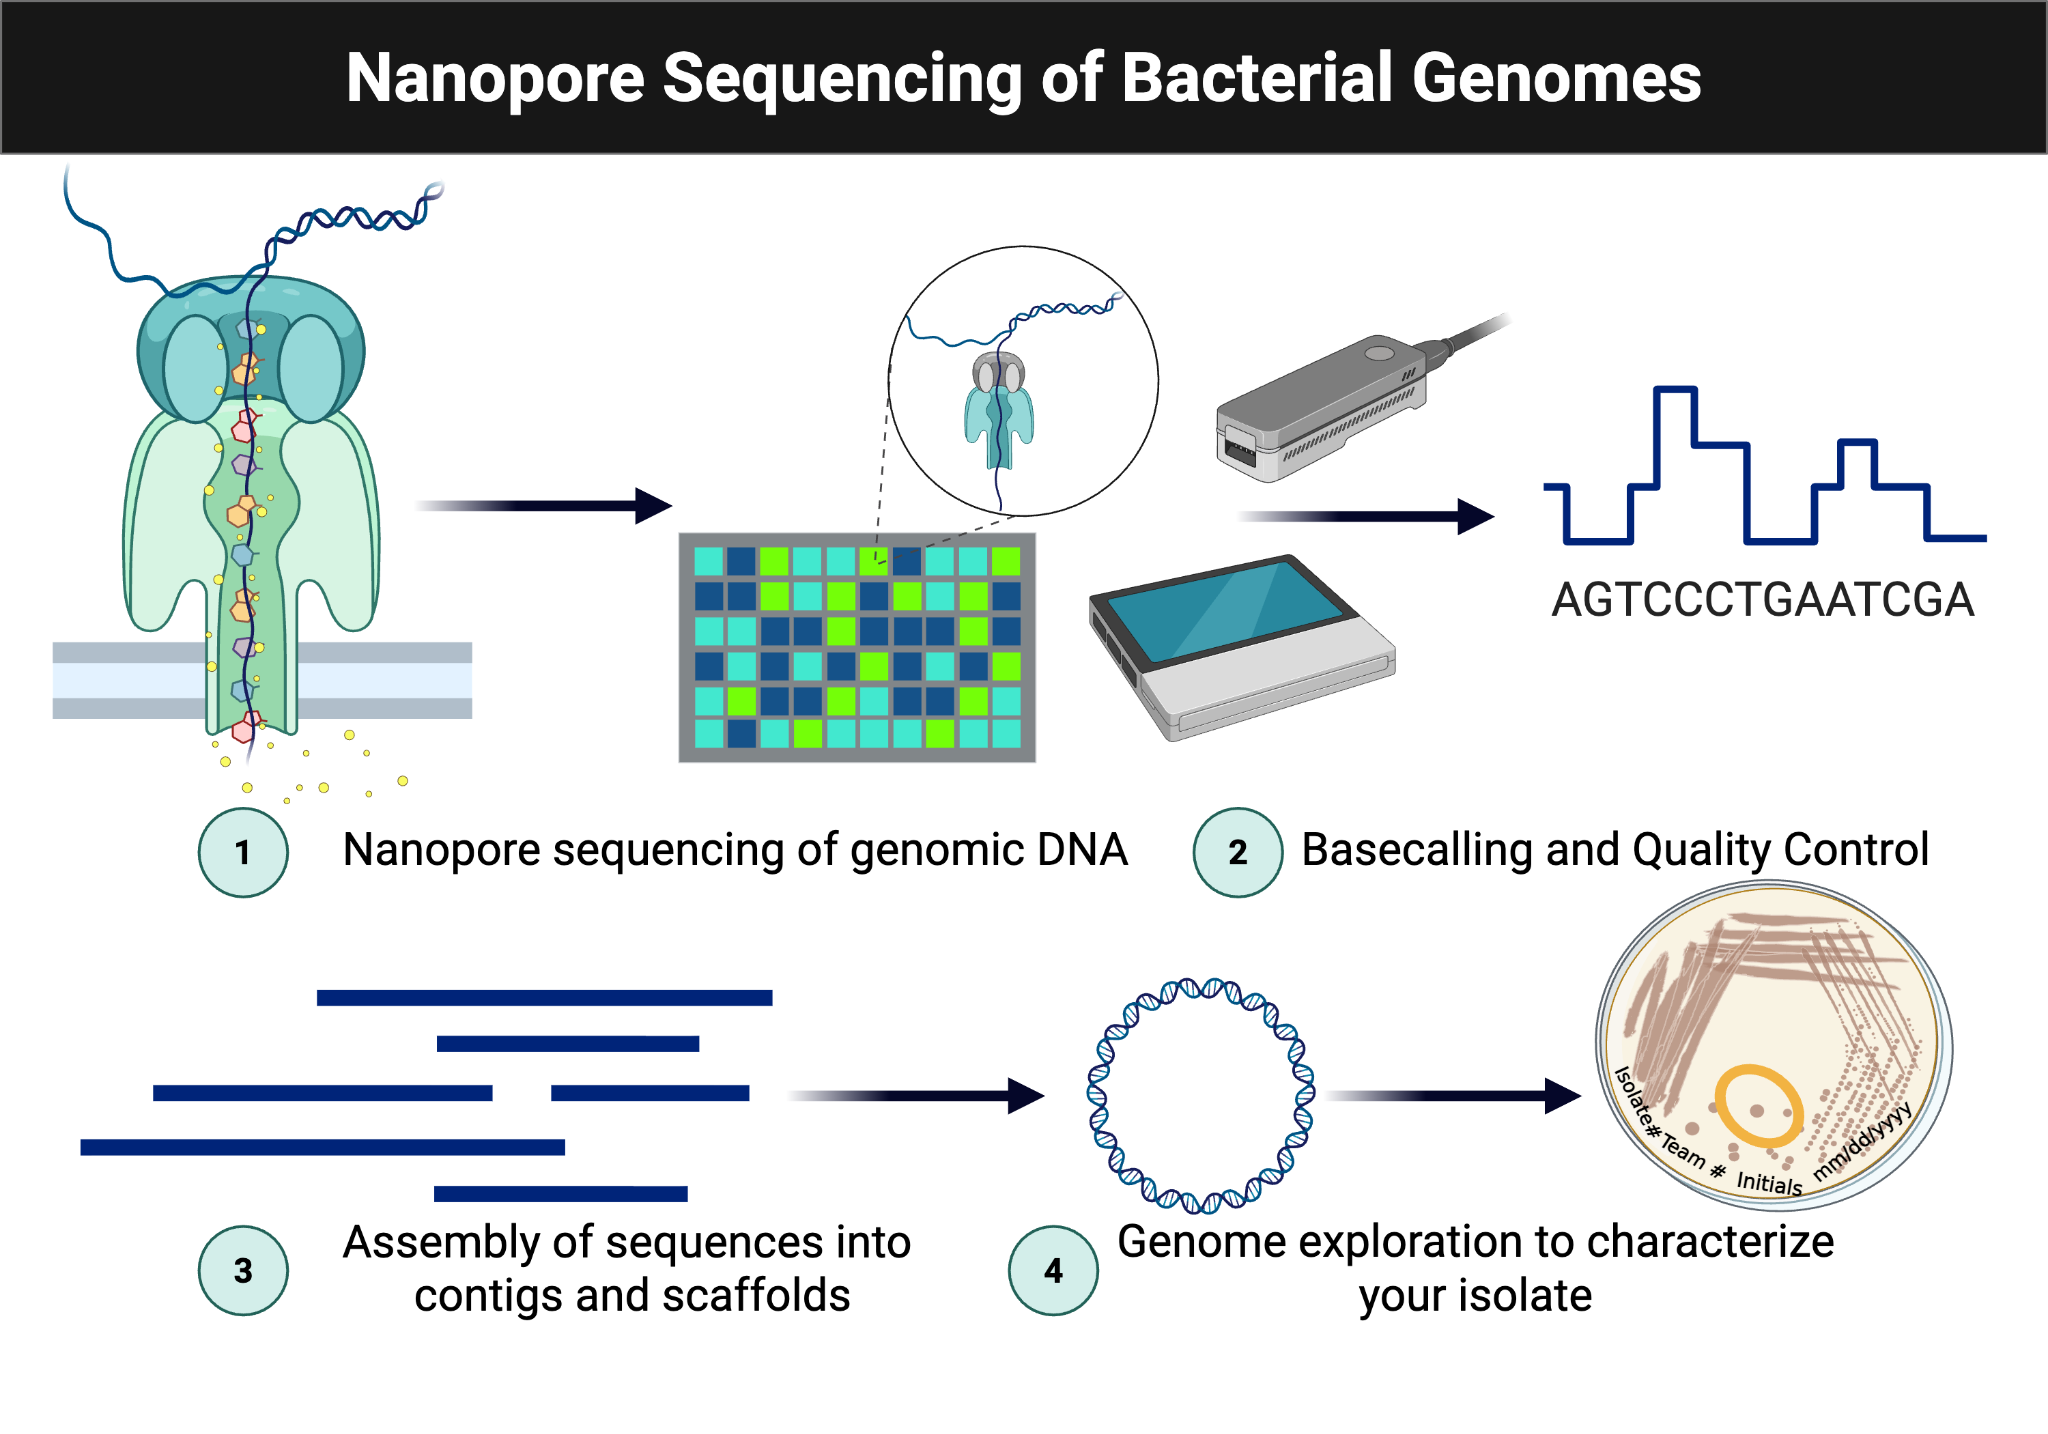 Nanopore Sequencing of Bacterial Genomes
AGTCCCTGAATCGA
1
Nanopore sequencing of genomic DNA
2
Basecalling and Quality Control
Isolate# Team # Initials mm/dd/yyyy
3
Assembly of sequences into
contigs and scaffolds
4
Genome exploration to characterize
your isolate